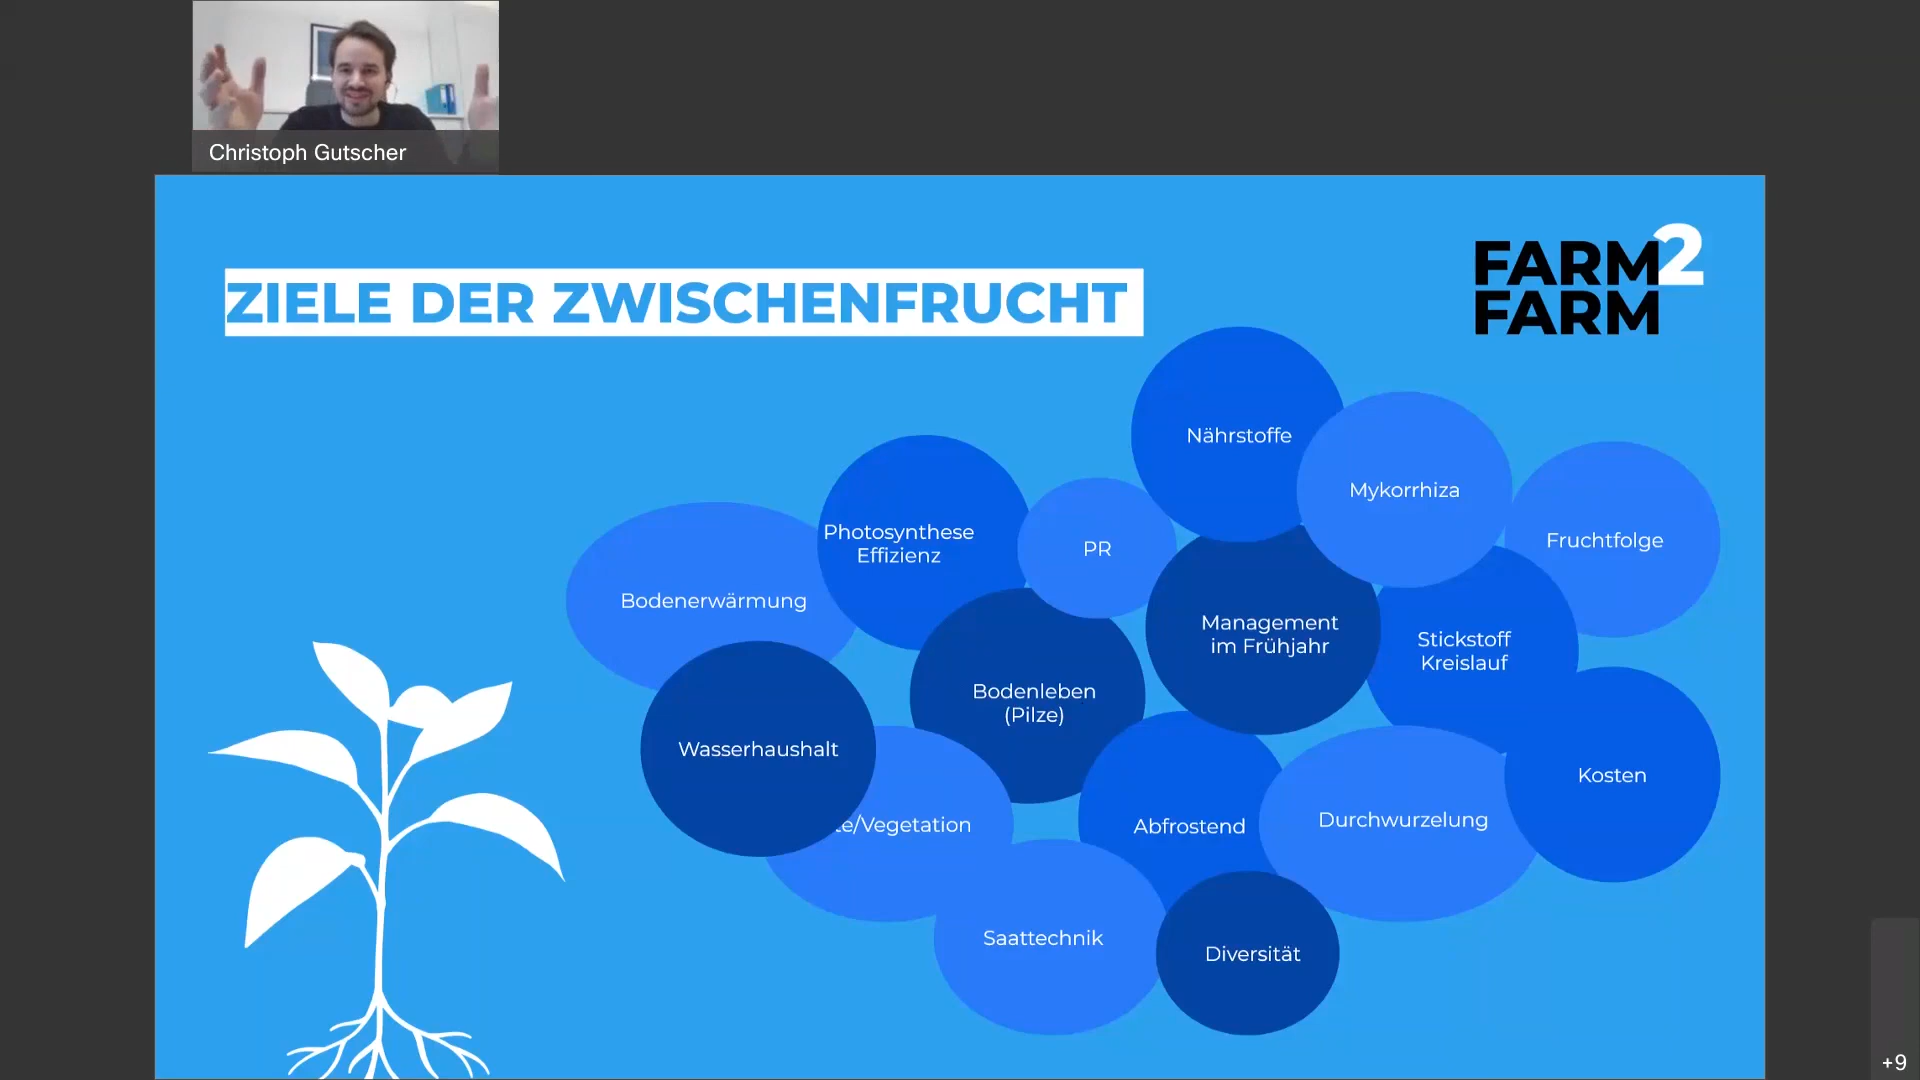 Christoph Gutscher
ZIELE DER ZWISCHENFRUCHT
FARM2
FARM
Nährstoffe
Mykorrhiza
Photosynthese
Effizienz
PR
Fruchtfolge
Bodenerwärmung
Management
im Frühjahr
Stickstoff
Kreislauf
Bodenleben
(Pilze)
Wasserhaushalt
Kosten
te/Vegetation
Abfrostend
Durchwurzelung
Saattechnik
Diversität
+9